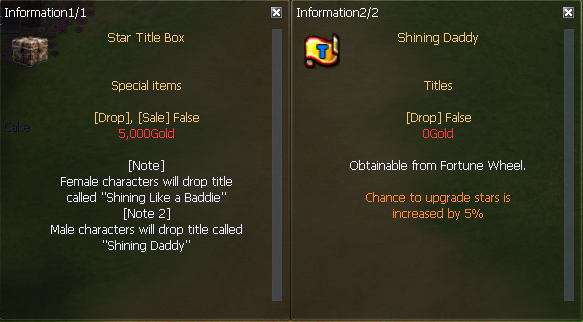 Information1/1
Star Title Box
Special items
[Drop], [Sale] False
5,000Gold
[Note]
Female characters will drop title
called "Shining Like a Baddie"
[Note 2]
Male characters will drop title called
"Shining Daddy"
Cake
Information2/2
T
Shining Daddy
Titles
[Drop] False
0Gold
Obtainable from Fortune Wheel.
Chance to upgrade stars is
increased by 5%